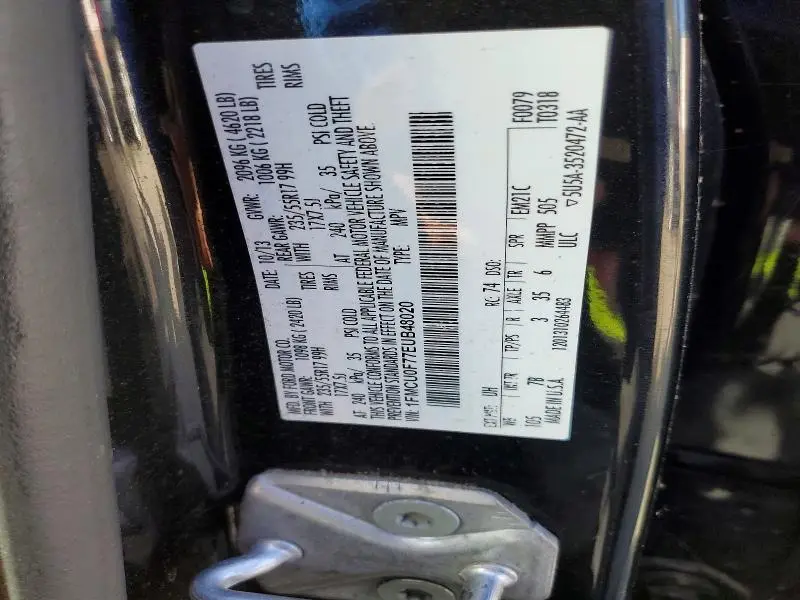 MFD. BY FORD MOTOR CO. DATE: 10/13 GVWR: 2096 KG ( 4620 LB)
FRONT GAWR: 1098 KG ( 2420 LB) REAR GAWR: 1006 KG ( 2218 LB)
WITH 235/55R17 99H TIRES WITH 235/55R17 99H TIRES
17X7.5J RIMS 17X7.5J RIMS
AT 240 kPa/ 35 PSI COLD AT 240 kPa/ 35 PSI COLD
THIS VEHICLE CONFORMS TO ALL APPLICABLE FEDERAL MOTOR VEHICLE SAFETY AND THEFT
PREVENTION STANDARDS IN EFFECT ON THE DATE OF MANUFACTURE SHOWN ABOVE.
VIN: 1FMCU0F77EUB48020 TYPE: MPV
F0079
T0318
EXT PNT: UH RC: 74 DSO:
WB INT TR TP/PS R AXLE TR SPR FEM21C
105 78 3 35 6 MMPP 505
MADE IN U.S.A. ULC
▽5U5A-3520472-AA